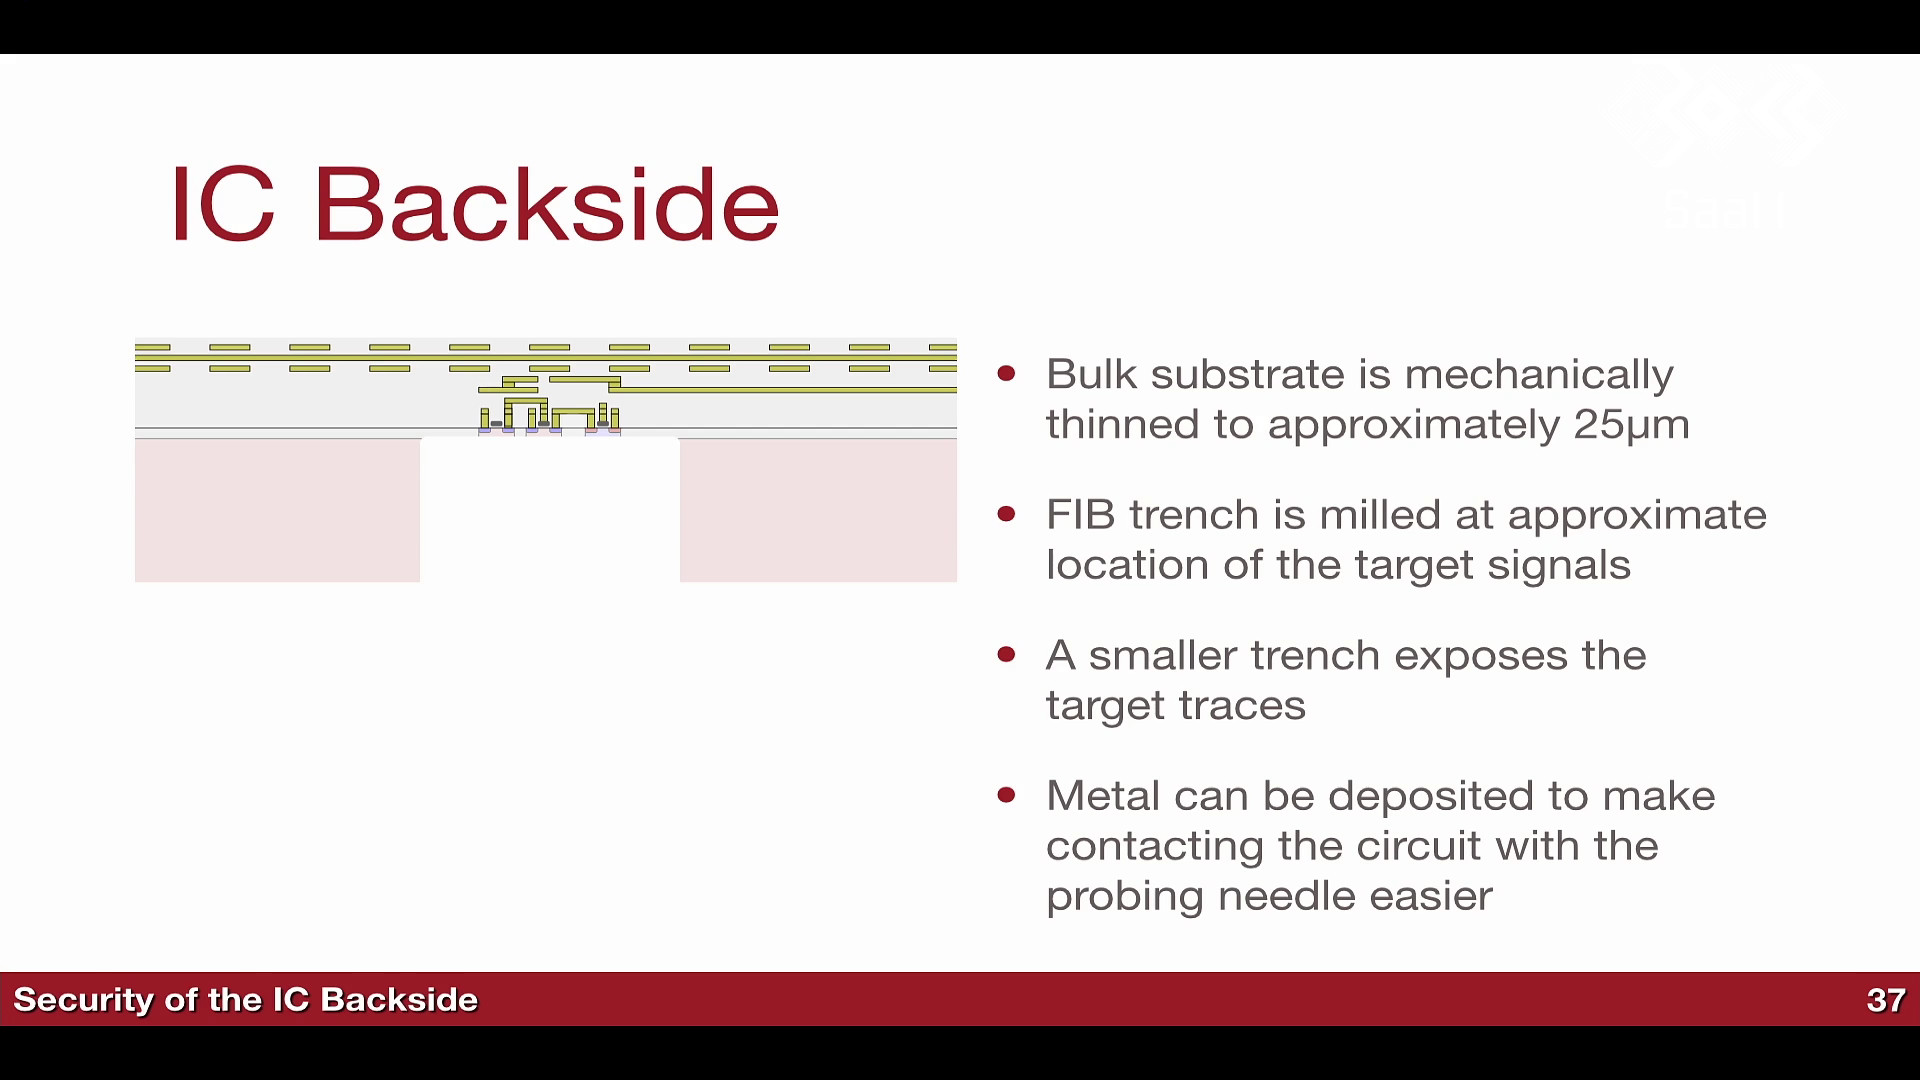 IC Backside
• Bulk substrate is mechanically
thinned to approximately 25µm
• FIB trench is milled at approximate
location of the target signals
• A smaller trench exposes the
target traces
• Metal can be deposited to make
contacting the circuit with the
probing needle easier
Security of the IC Backside
37